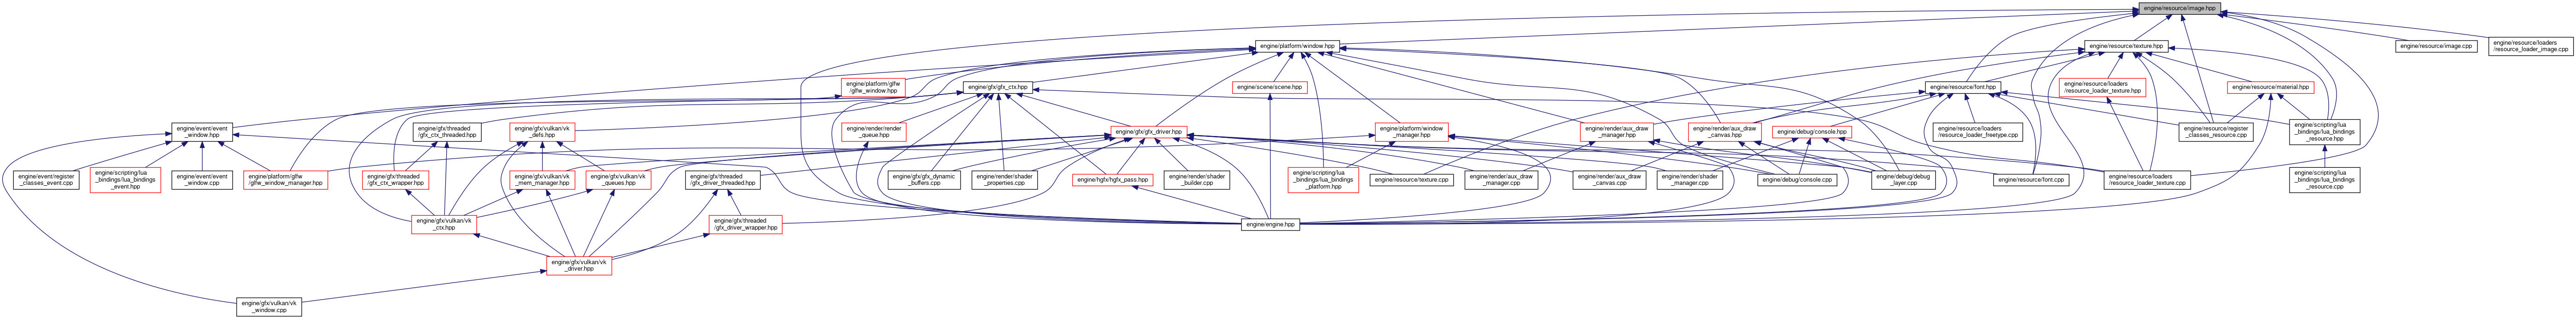 engine/resource/image.hpp
engine/platform/window.hpp
engine/resource/texture.hpp
engine/resource/image.cpp
engine/resource/loaders
/resource_loader_image.cpp
engine/platform/glfw
/glfw_window.hpp
engine/gfx/gfx_ctx.hpp
engine/scene/scene.hpp
engine/resource/font.hpp
engine/resource/loaders
/resource_loader_texture.hpp
engine/resource/material.hpp
engine/event/event
_window.hpp
engine/gfx/threaded
/gfx_ctx_threaded.hpp
engine/gfx/vulkan/vk
_defs.hpp
engine/render/render
_queue.hpp
engine/gfx/gfx_driver.hpp
engine/platform/window
_manager.hpp
engine/render/aux_draw
_manager.hpp
engine/render/aux_draw
_canvas.hpp
engine/debug/console.hpp
engine/resource/loaders
/resource_loader_freetype.cpp
engine/resource/register
_classes_resource.cpp
engine/scripting/lua
_bindings/lua_bindings
_resource.hpp
engine/event/register
_classes_event.cpp
engine/scripting/lua
_bindings/lua_bindings
_event.hpp
engine/event/event
_window.cpp
engine/platform/glfw
/glfw_window_manager.hpp
engine/gfx/threaded
/gfx_ctx_wrapper.hpp
engine/gfx/vulkan/vk
_mem_manager.hpp
engine/gfx/vulkan/vk
_queues.hpp
engine/gfx/threaded
/gfx_driver_threaded.hpp
engine/gfx/gfx_dynamic
_buffers.cpp
engine/render/shader
_properties.cpp
engine/hgfx/hgfx_pass.hpp
engine/render/shader
_builder.cpp
engine/scripting/lua
_bindings/lua_bindings
_platform.hpp
engine/resource/texture.cpp
engine/render/aux_draw
_manager.cpp
engine/render/aux_draw
_canvas.cpp
engine/render/shader
_manager.cpp
engine/debug/console.cpp
engine/debug/debug
_layer.cpp
engine/resource/font.cpp
engine/resource/loaders
/resource_loader_texture.cpp
engine/scripting/lua
_bindings/lua_bindings
_resource.cpp
engine/gfx/vulkan/vk
_ctx.hpp
engine/gfx/threaded
/gfx_driver_wrapper.hpp
engine/engine.hpp
engine/gfx/vulkan/vk
_driver.hpp
engine/gfx/vulkan/vk
_window.cpp